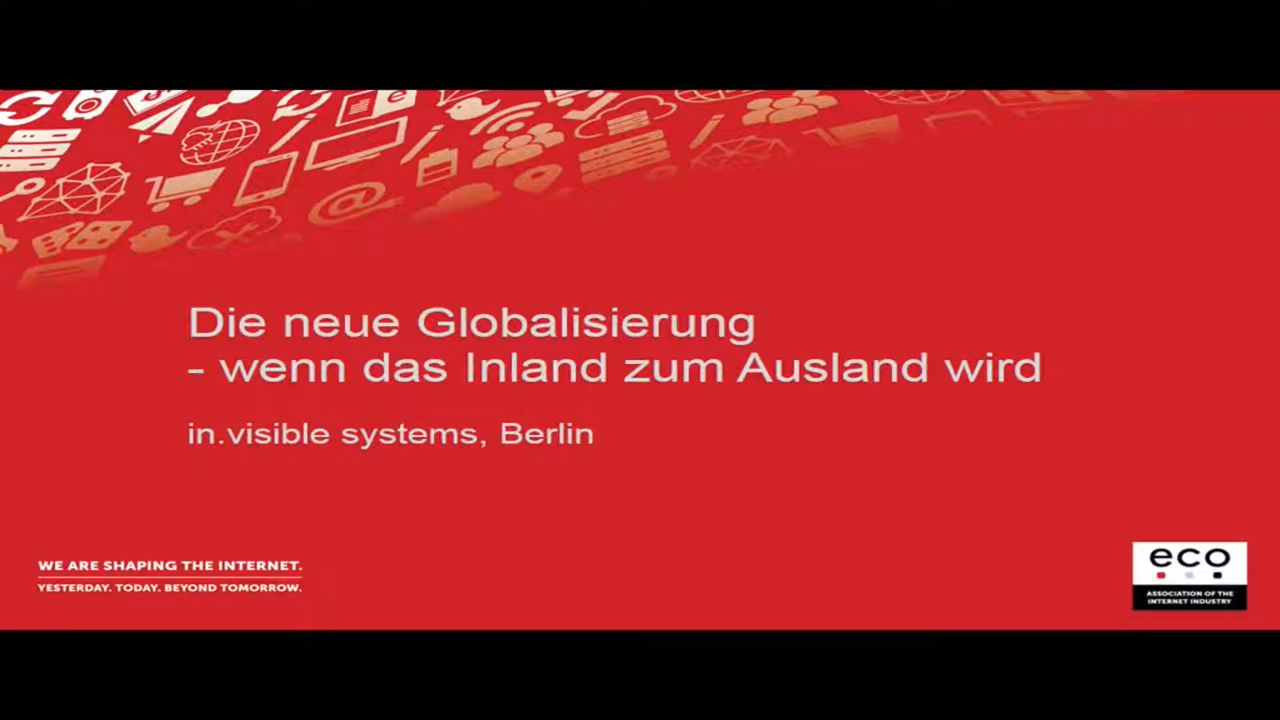 Die neue Globalisierung
- wenn das Inland zum Ausland wird
in.visible systems, Berlin
WE ARE SHAPING THE INTERNET.
YESTERDAY. TODAY. BEYOND TOMORROW.
eco
ASSOCIATION OF THE
INTERNET INDUSTRY